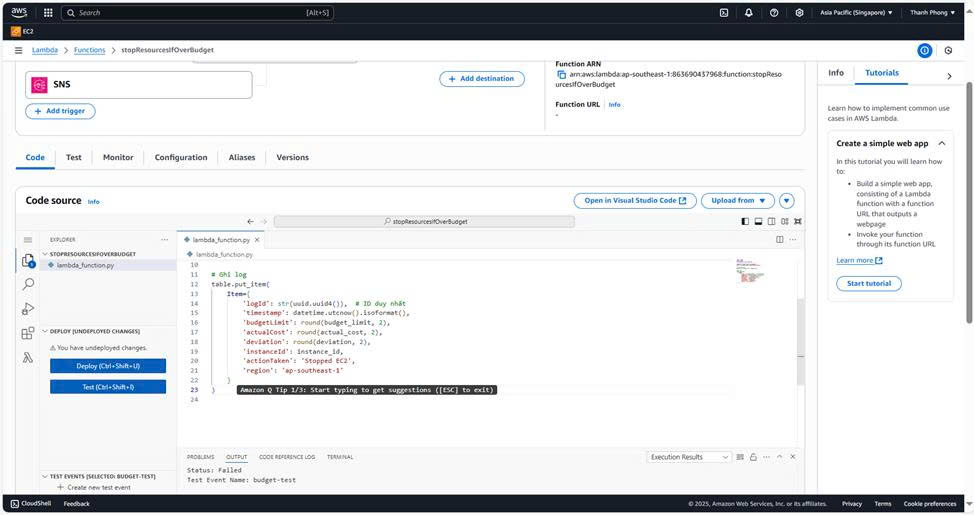 aws
Search
[Alt+S]
Asia Pacific (Singapore)
Thanh Phong
EC2
Lambda
Functions
stopResourcesIfOverBudget
SNS
+ Add destination
+ Add trigger
Function ARN
arn:aws:lambda:ap-southeast-1:863690437968:function:stopReso
urcesIfOverBudget
Function URL
Info
-
Code
Test
Monitor
Configuration
Aliases
Versions
Code source
Info
Open in Visual Studio Code
Upload from
stopResourcesIfOverBudget
EXPLORER
STOPRESOURCESIFOVERBUDGET
lambda_function.py
DEPLOY [UNDEPLOYED CHANGES]
You have undeployed changes.
Deploy (Ctrl+Shift+U)
Test (Ctrl+Shift+I)
TEST EVENTS [SELECTED: BUDGET-TEST]
+ Create new test event
lambda_function.py
lambda_function.py
10
11 # Ghi log
12 table.put_item(
13 Item={
14 'logId': str(uuid.uuid4()), # ID duy nhất
15 'timestamp': datetime.utcnow().isoformat(),
16 'budgetLimit': round(budget_limit, 2),
17 'actualCost': round(actual_cost, 2),
18 'deviation': round(deviation, 2),
19 'instanceId': instance_id,
20 'actionTaken': 'Stopped EC2',
21 'region': 'ap-southeast-1'
22 }
23 ) Amazon Q Tip 1/3: Start typing to get suggestions ([ESC] to exit)
24
PROBLEMS
OUTPUT
CODE REFERENCE LOG
TERMINAL
Execution Results
Status: Failed
Test Event Name: budget-test
Info
Tutorials
Learn how to implement common use
cases in AWS Lambda.
Create a simple web app
In this tutorial you will learn how
to:
• Build a simple web app,
consisting of a Lambda
function with a function
URL that outputs a
webpage
• Invoke your function
through its function URL
Learn more
Start tutorial
CloudShell
Feedback
© 2025, Amazon Web Services, Inc. or its affiliates.
Privacy
Terms
Cookie preferences